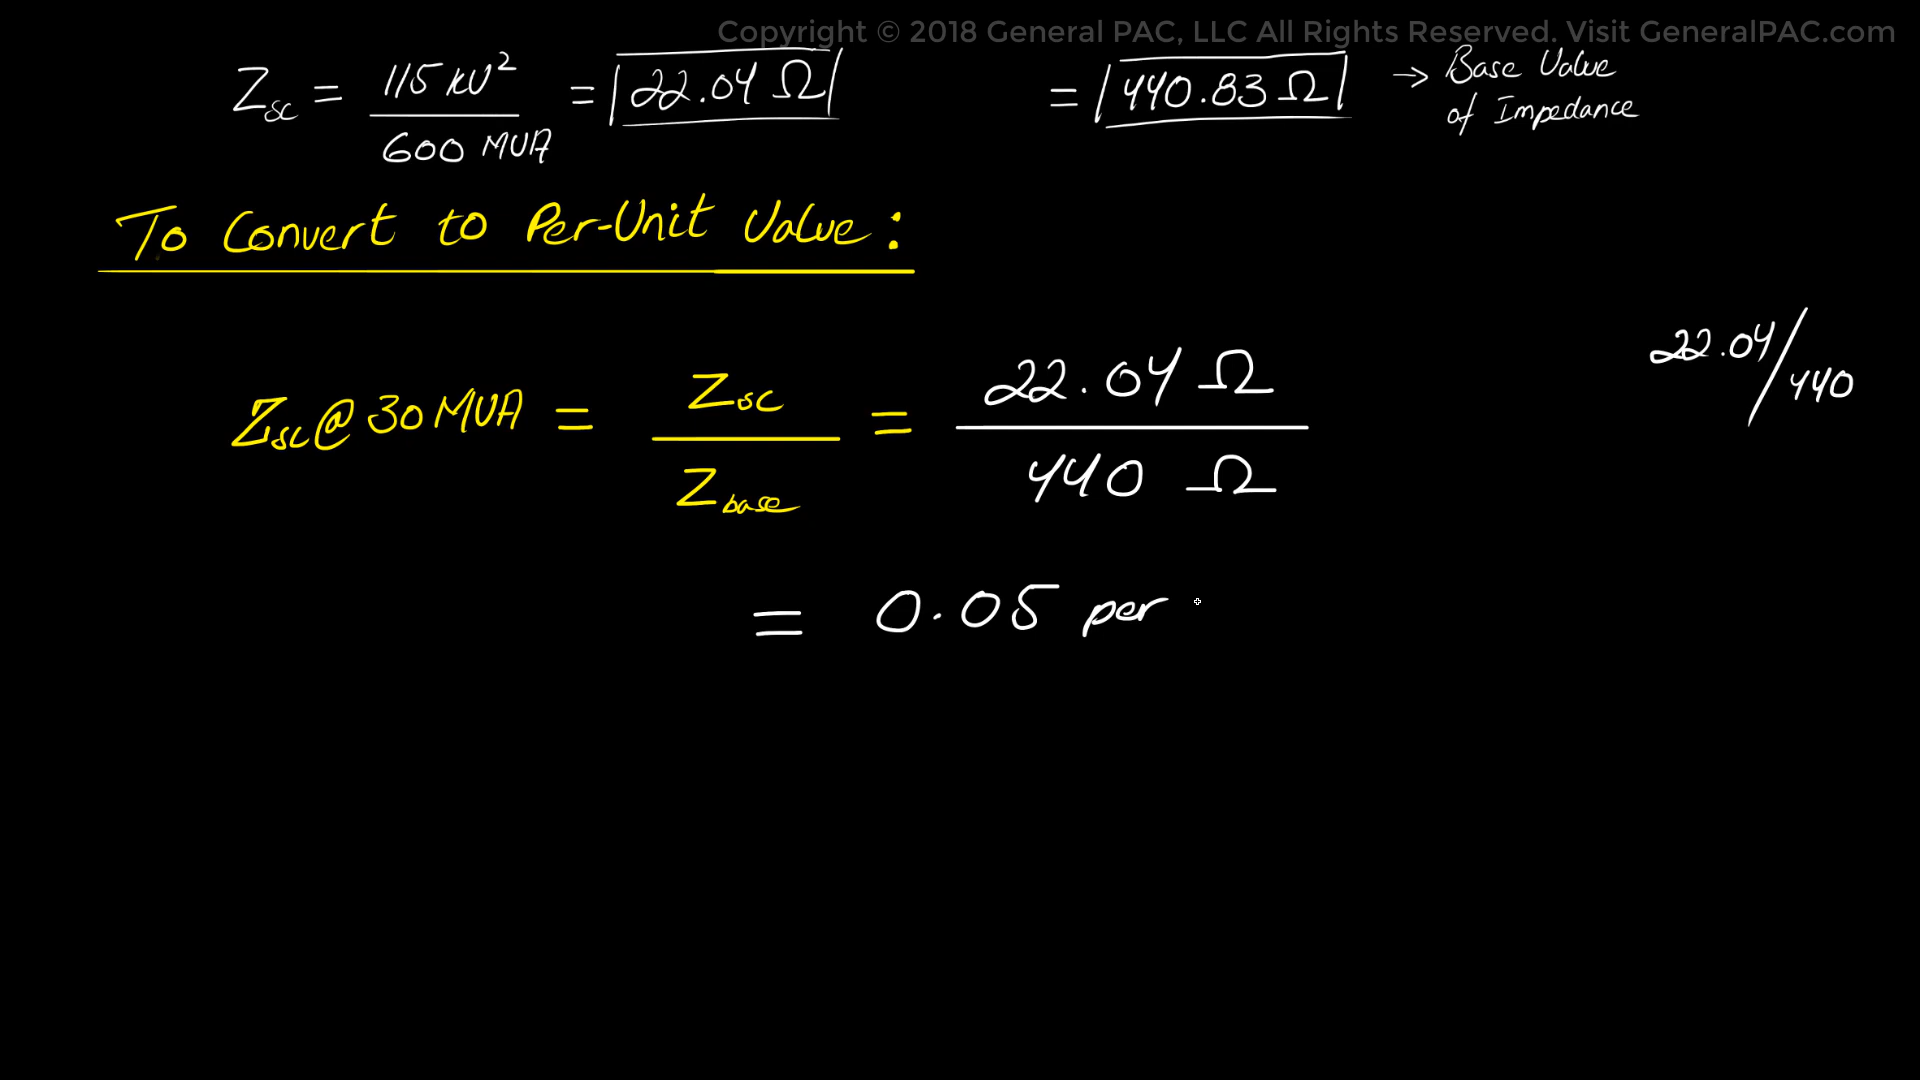 Copyright © 2018 General PAC, LLC All Rights Reserved. Visit GeneralPAC.com
Zsc = 115 kV² / 600 MVA = 22.04 Ω
= 440.83 Ω → Base Value of Impedance
To Convert to Per-Unit Value:
Zsc@30MVA = Zsc / Zbase = 22.04 Ω / 440 Ω
22.04/440
= 0.05 per